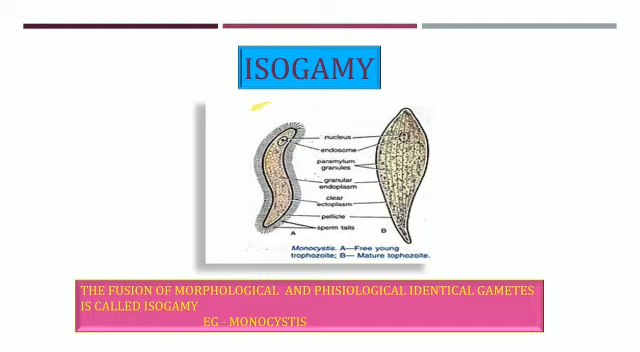 ISOGAMY
nucleus
endosome
paramylum
granules
granular
endoplasm
clear
ectoplasm
pellicle
sperm tails
A
B
Monocystis. A—Free young
trophozoite; B— Mature tophozoite.
THE FUSION OF MORPHOLOGICAL AND PHISIOLOGICAL IDENTICAL GAMETES
IS CALLED ISOGAMY
EG - MONOCYSTIS